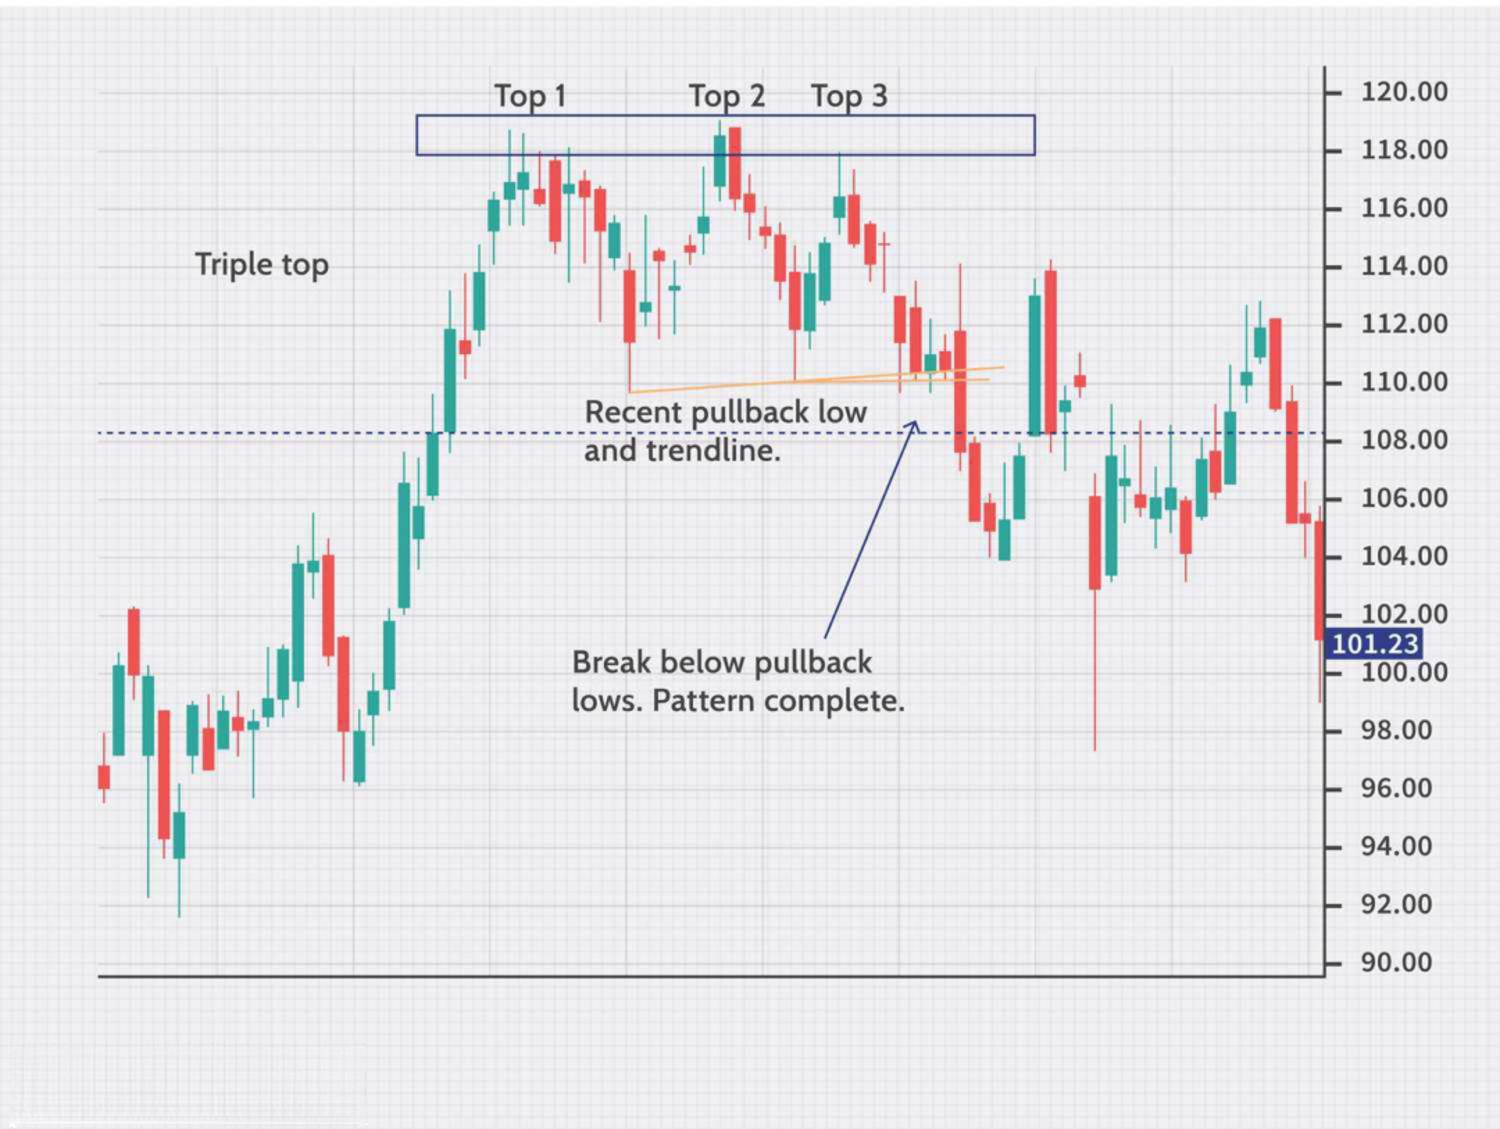 Top 1
Top 2
Top 3
Triple top
Recent pullback low
and trendline.
Break below pullback
lows. Pattern complete.
120.00
118.00
116.00
114.00
112.00
110.00
108.00
106.00
104.00
102.00
101.23
100.00
98.00
96.00
94.00
92.00
90.00